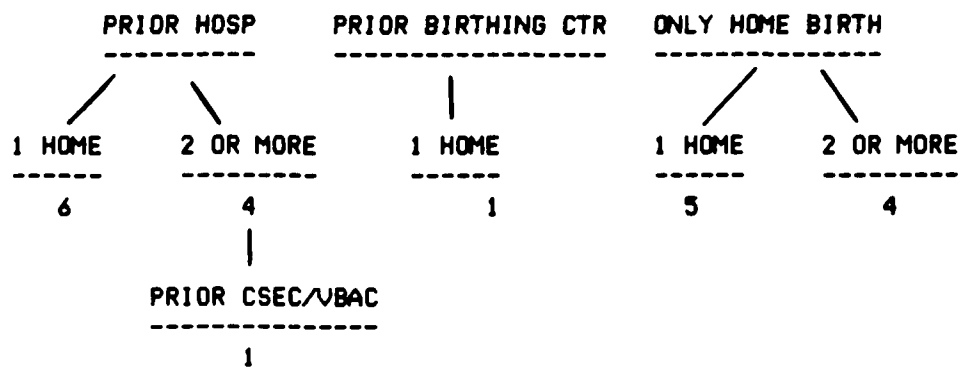 PRIOR HOSP PRIOR BIRTHING CTR ONLY HOME BIRTH
1 HOME 2 OR MORE 1 HOME 1 HOME 2 OR MORE
6 4 1 5 4
PRIOR CSEC/VBAC
1